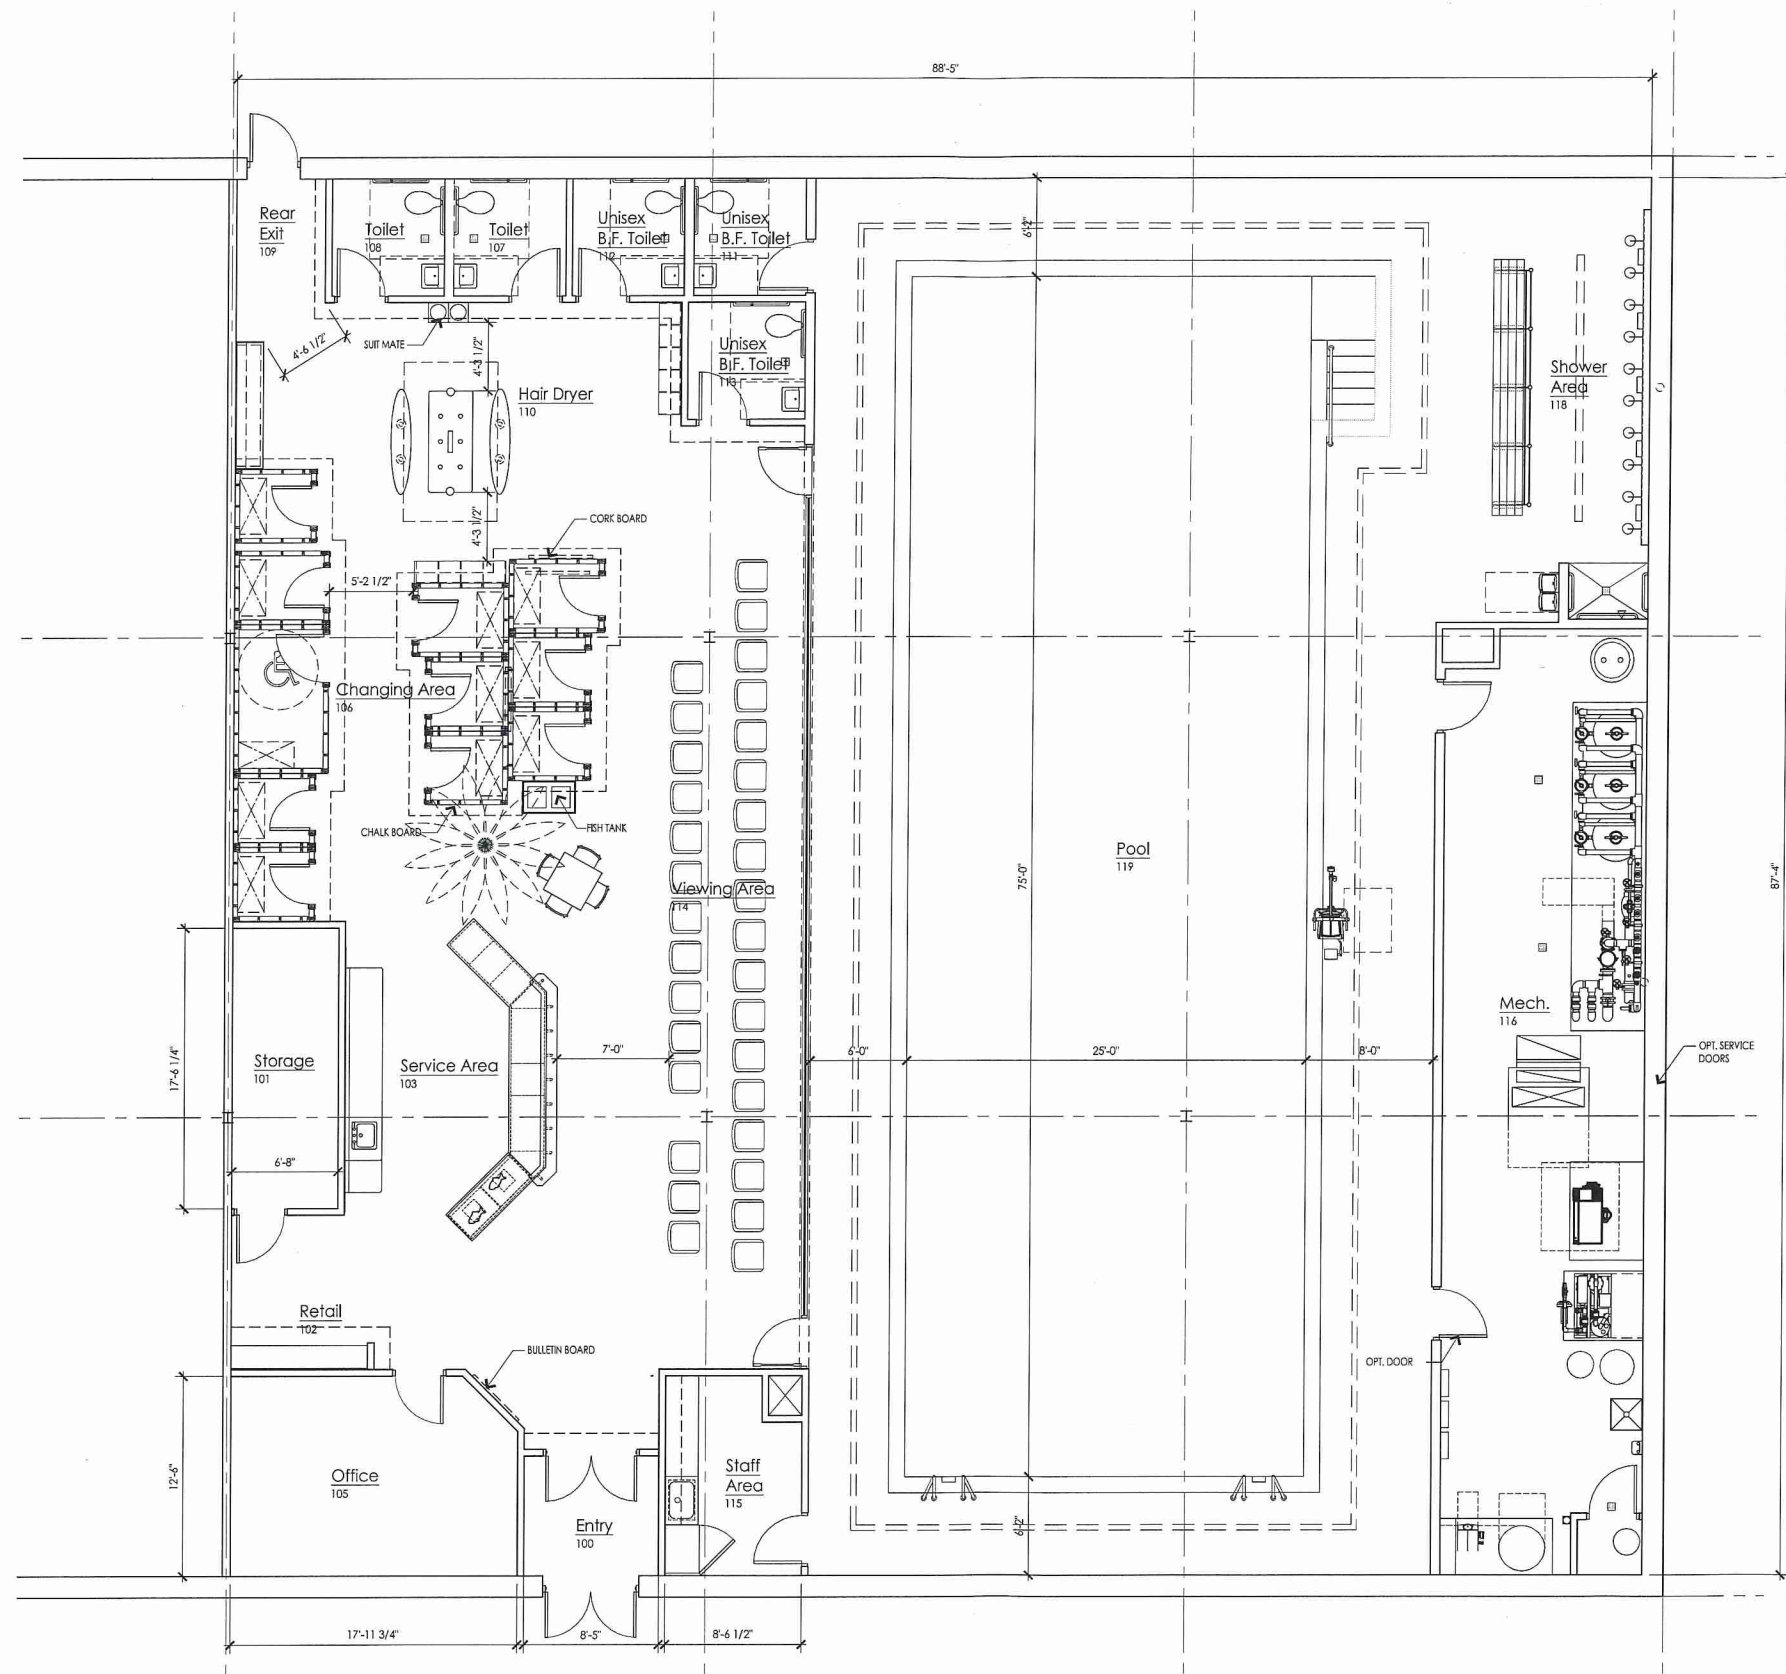 88'-5"
Rear
Exit
109
Toilet
108
Toilet
107
Unisex
B.F. Toilet
112
Unisex
B.F. Toilet
111
6'-2"
SUIT MATE
4'-6 1/2"
4'-3 1/2"
Unisex
B.F. Toilet
113
Hair Dryer
110
Shower
Area
118
4'-3 1/2"
CORK BOARD
5'-2 1/2"
Changing Area
106
CHALK BOARD
FISH TANK
Viewing Area
114
Pool
119
75'-0"
87'-4"
Mech.
116
OPT. SERVICE
DOORS
17'-6 1/4"
Storage
101
Service Area
103
7'-0"
6'-0"
25'-0"
8'-0"
6'-8"
Retail
102
BULLETIN BOARD
OPT. DOOR
12'-6"
Office
105
Entry
100
Staff
Area
115
6'-2"
17'-11 3/4"
8'-5"
8'-6 1/2"